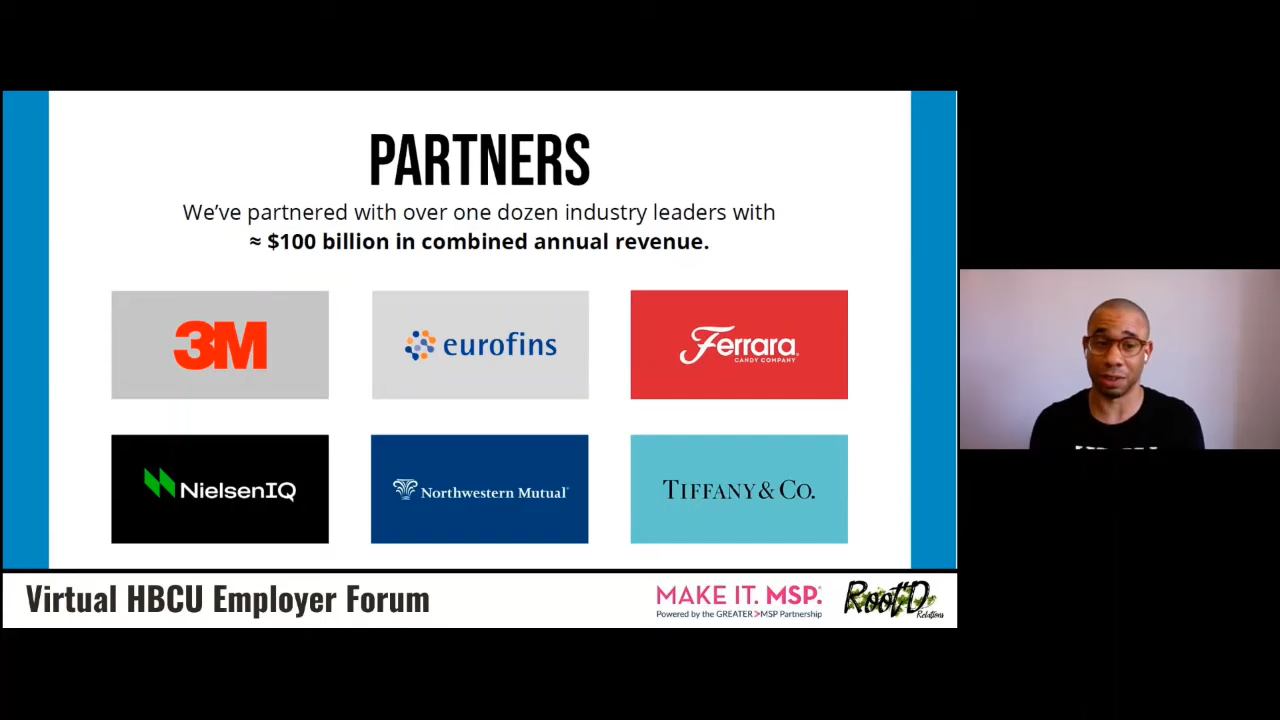 PARTNERS
We've partnered with over one dozen industry leaders with
≈ $100 billion in combined annual revenue.
3M
eurofins
Ferrara
CANDY COMPANY
NielsenIQ
Northwestern Mutual®
TIFFANY & CO.
Virtual HBCU Employer Forum
MAKE IT. MSP.®
Powered by the GREATER>MSP Partnership
Root'D
Relations